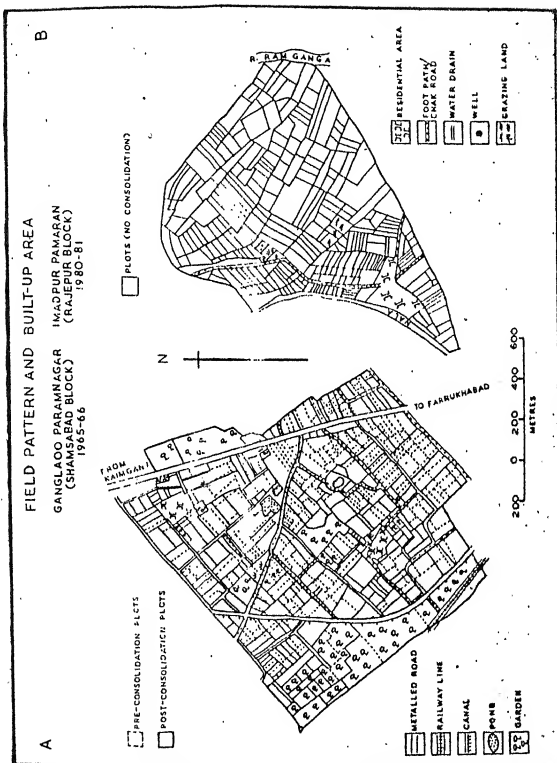 A
B
FIELD PATTERN AND BUILT-UP AREA
GANGLAOO PARAMNAGAR
(SHAMSABAD BLOCK)
1965-66
IMADPUR PAMARAN
(RAJEPUR BLOCK)
1980-81
PRE-CONSOLIDATION PLOTS
POST-CONSOLIDATION PLOTS
PLOTS (NO CONSOLIDATION)
N
FROM
KAIMGANJ
TO FARRUKHABAD
R. RAM GANGA
METALLED ROAD
RAILWAY LINE
CANAL
POND
GARDEN
200 0 200 400 600
METRES
RESIDENTIAL AREA
FOOT PATH/
CHAK ROAD
WATER DRAIN
WELL
GRAZING LAND